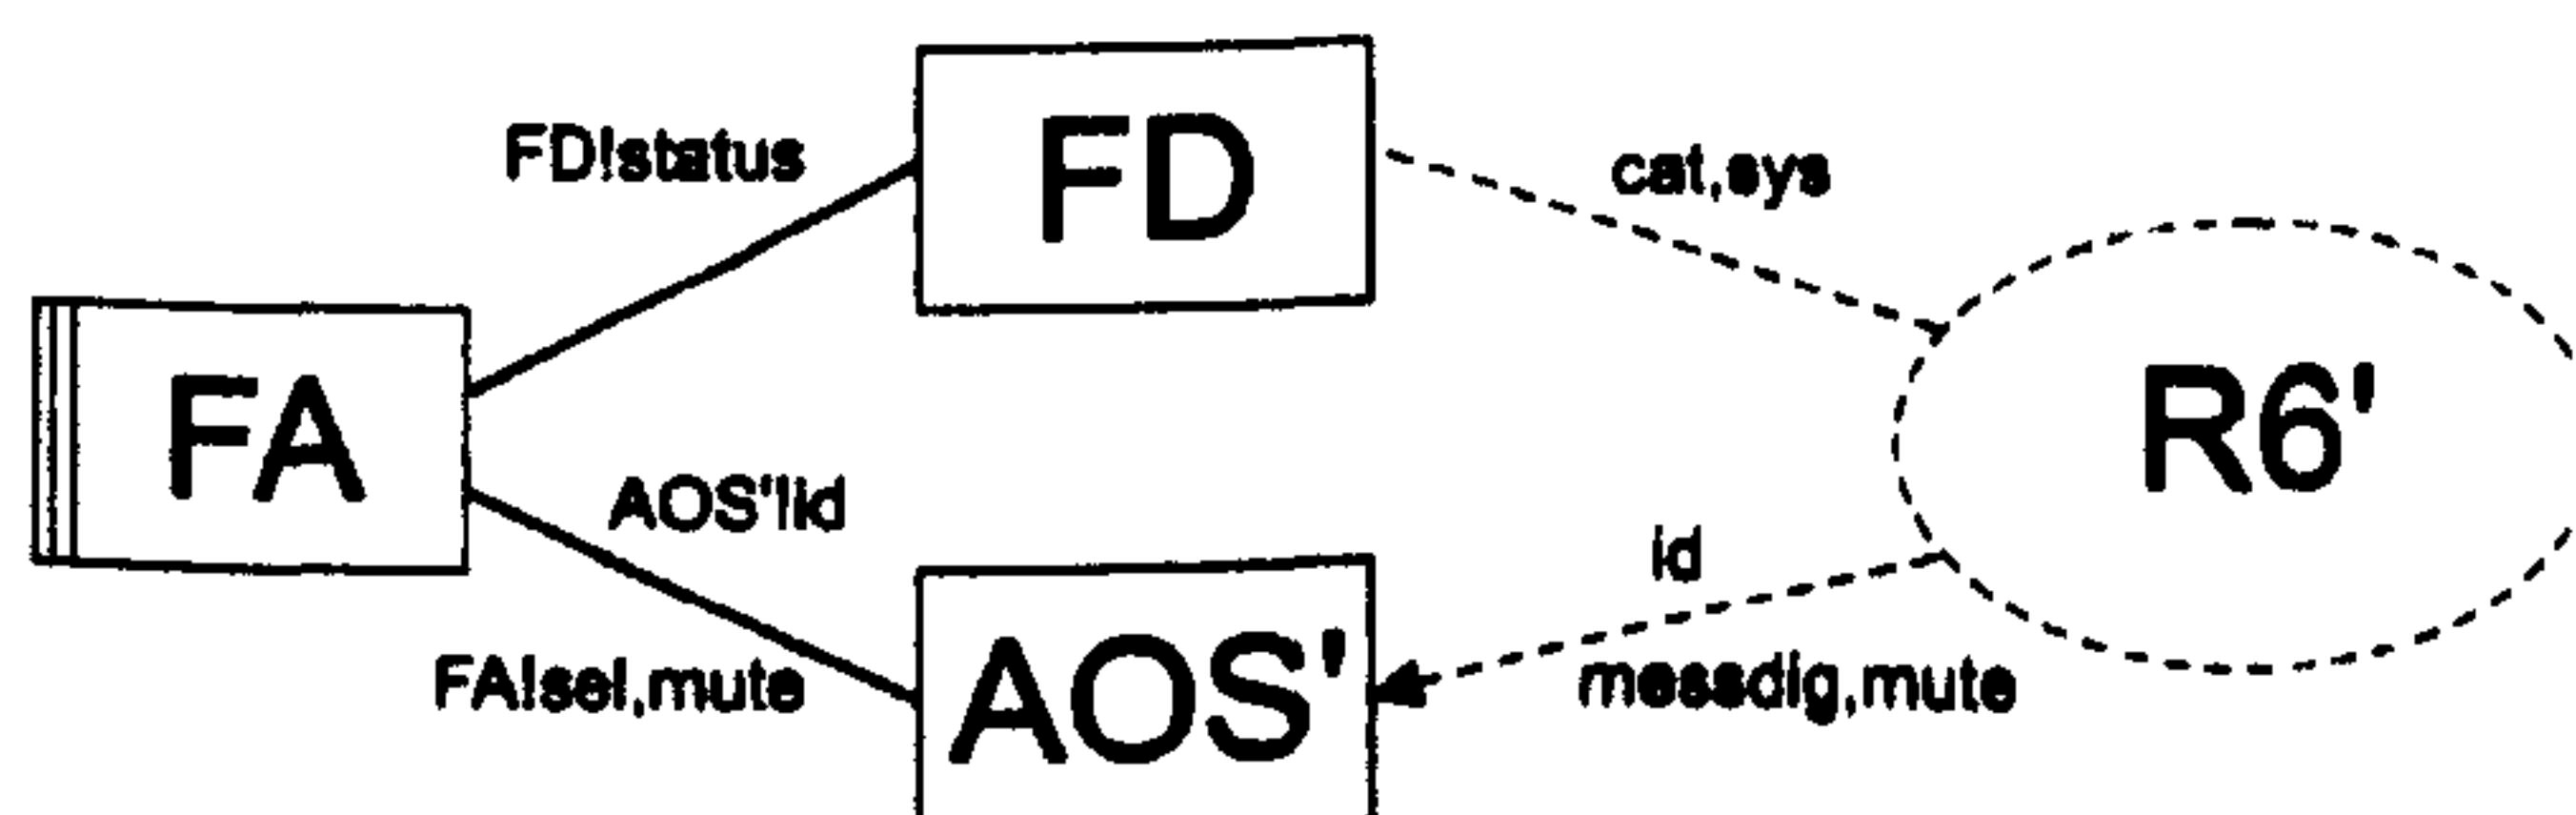 FD!status
FD
cat,sys
FA
R6'
AOS'!id
id
FA!sel,mute
AOS'
messdig,mute